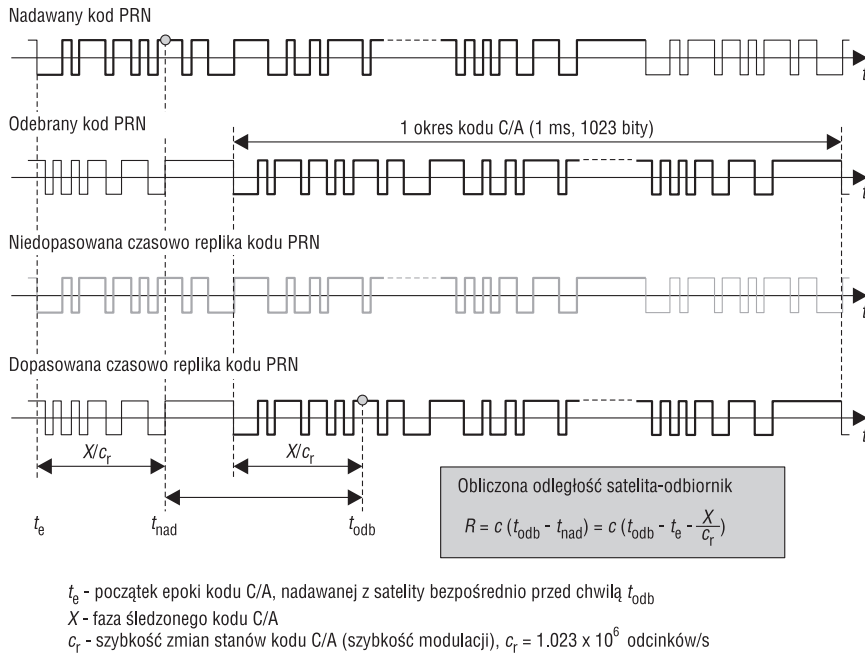 Nadawany kod PRN
t
Odebrany kod PRN
1 okres kodu C/A (1 ms, 1023 bity)
t
Niedopasowana czasowo replika kodu PRN
t
Dopasowana czasowo replika kodu PRN
t
X/cr X/cr
te tnad todb
Obliczona odległość satelita-odbiornik
R = c (todb - tnad) = c (todb - te - X/cr)
te - początek epoki kodu C/A, nadawanej z satelity bezpośrednio przed chwilą todb
X - faza śledzonego kodu C/A
cr - szybkość zmian stanów kodu C/A (szybkość modulacji), cr = 1.023 x 10⁶ odcinków/s